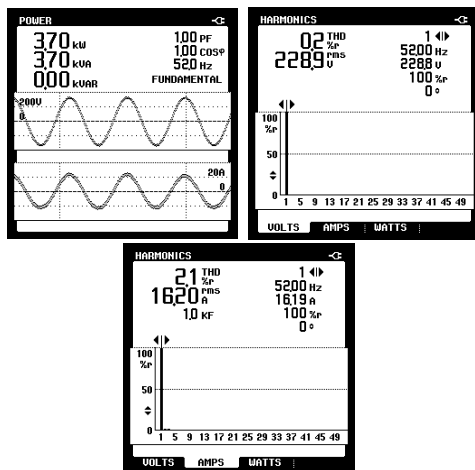 POWER
3.70 kW
3.70 kVA
0.00 kVAR
1.00 PF
1.00 COSφ
52.0 Hz
FUNDAMENTAL
200V
0
20A
0
HARMONICS
0.2 THD %r
228.9 rms V
1
52.00 Hz
228.8 V
100 %r
0 °
100
%r
50
0
1 5 9 13 17 21 25 29 33 37 41 45 49
VOLTS AMPS WATTS
HARMONICS
2.1 THD %r
16.20 rms A
1.0 KF
1
52.00 Hz
16.19 A
100 %r
0 °
100
%r
50
0
1 5 9 13 17 21 25 29 33 37 41 45 49
VOLTS AMPS WATTS